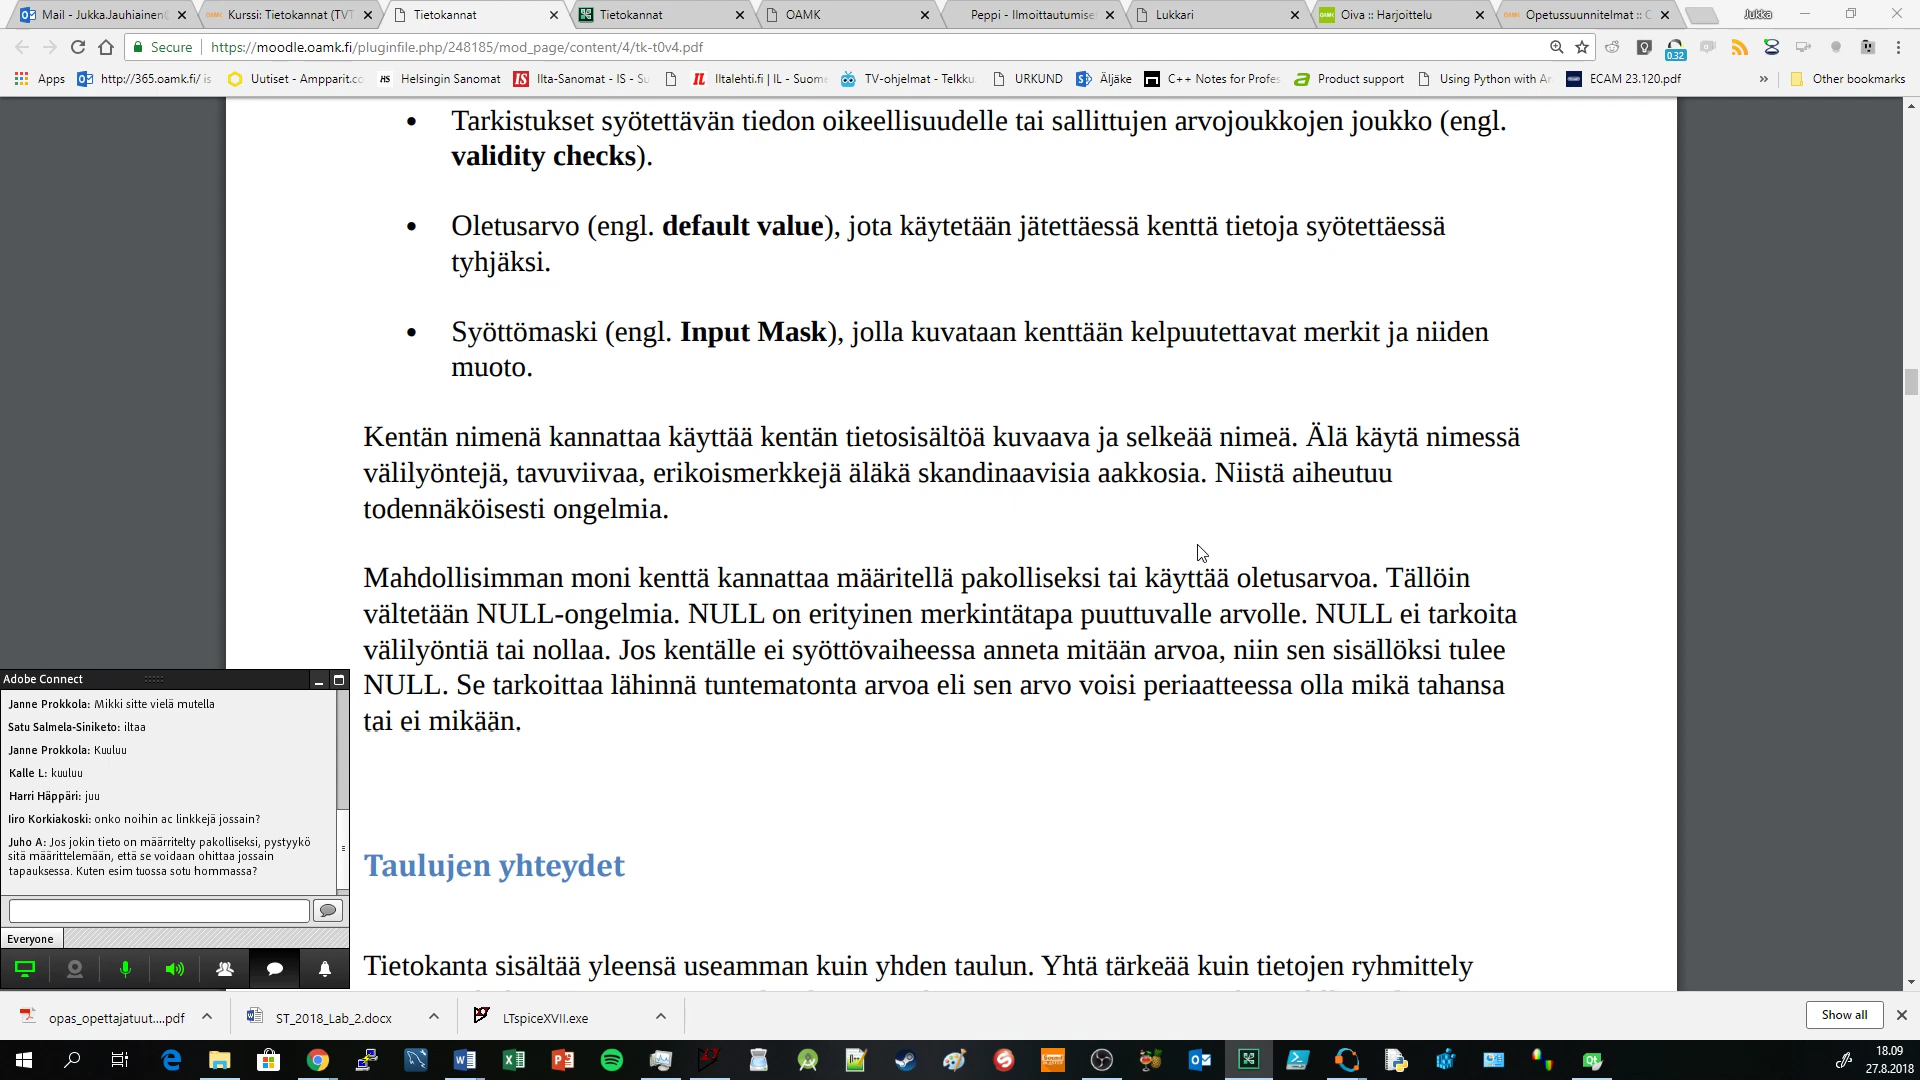 Mail - Jukka.Jauhiainen
Kurssi: Tietokannat (TVT
Tietokannat
Tietokannat
OAMK
Peppi - Ilmoittautumise
Lukkari
Oiva :: Harjoittelu
Opetussuunnitelmat ::
Jukka
Secure
https://moodle.oamk.fi/pluginfile.php/248185/mod_page/content/4/tk-t0v4.pdf
0.32
Apps
http://365.oamk.fi/ is
Uutiset - Ampparit.co
HS Helsingin Sanomat
IS Ilta-Sanomat - IS - Su
IL Iltalehti.fi | IL - Suom
TV-ohjelmat - Telkku.
URKUND
Äljäke
C++ Notes for Profes
Product support
Using Python with Ar
ECAM 23.120.pdf
»
Other bookmarks
• Tarkistukset syötettävän tiedon oikeellisuudelle tai sallittujen arvojoukkojen joukko (engl.
validity checks).
• Oletusarvo (engl. default value), jota käytetään jätettäessä kenttä tietoja syötettäessä
tyhjäksi.
• Syöttömaski (engl. Input Mask), jolla kuvataan kenttään kelpuutettavat merkit ja niiden
muoto.
Kentän nimenä kannattaa käyttää kentän tietosisältöä kuvaava ja selkeää nimeä. Älä käytä nimessä
välilyöntejä, tavuviivaa, erikoismerkkejä äläkä skandinaavisia aakkosia. Niistä aiheutuu
todennäköisesti ongelmia.
Mahdollisimman moni kenttä kannattaa määritellä pakolliseksi tai käyttää oletusarvoa. Tällöin
vältetään NULL-ongelmia. NULL on erityinen merkintätapa puuttuvalle arvolle. NULL ei tarkoita
välilyöntiä tai nollaa. Jos kentälle ei syöttövaiheessa anneta mitään arvoa, niin sen sisällöksi tulee
NULL. Se tarkoittaa lähinnä tuntematonta arvoa eli sen arvo voisi periaatteessa olla mikä tahansa
tai ei mikään.
Taulujen yhteydet
Tietokanta sisältää yleensä useamman kuin yhden taulun. Yhtä tärkeää kuin tietojen ryhmittely
Adobe Connect
Janne Prokkola: Mikki sitte vielä mutella
Satu Salmela-Siniketo: iltaa
Janne Prokkola: Kuuluu
Kalle L: kuuluu
Harri Häppäri: juu
Iiro Korkiakoski: onko noihin ac linkkejä jossain?
Juho A: Jos jokin tieto on määrritelty pakolliseksi, pystyykö
sitä määrittelemään, että se voidaan ohittaa jossain
tapauksessa. Kuten esim tuossa sotu hommassa?
Everyone
opas_opettajatuut....pdf
ST_2018_Lab_2.docx
LTspiceXVII.exe
Show all
18.09
27.8.2018